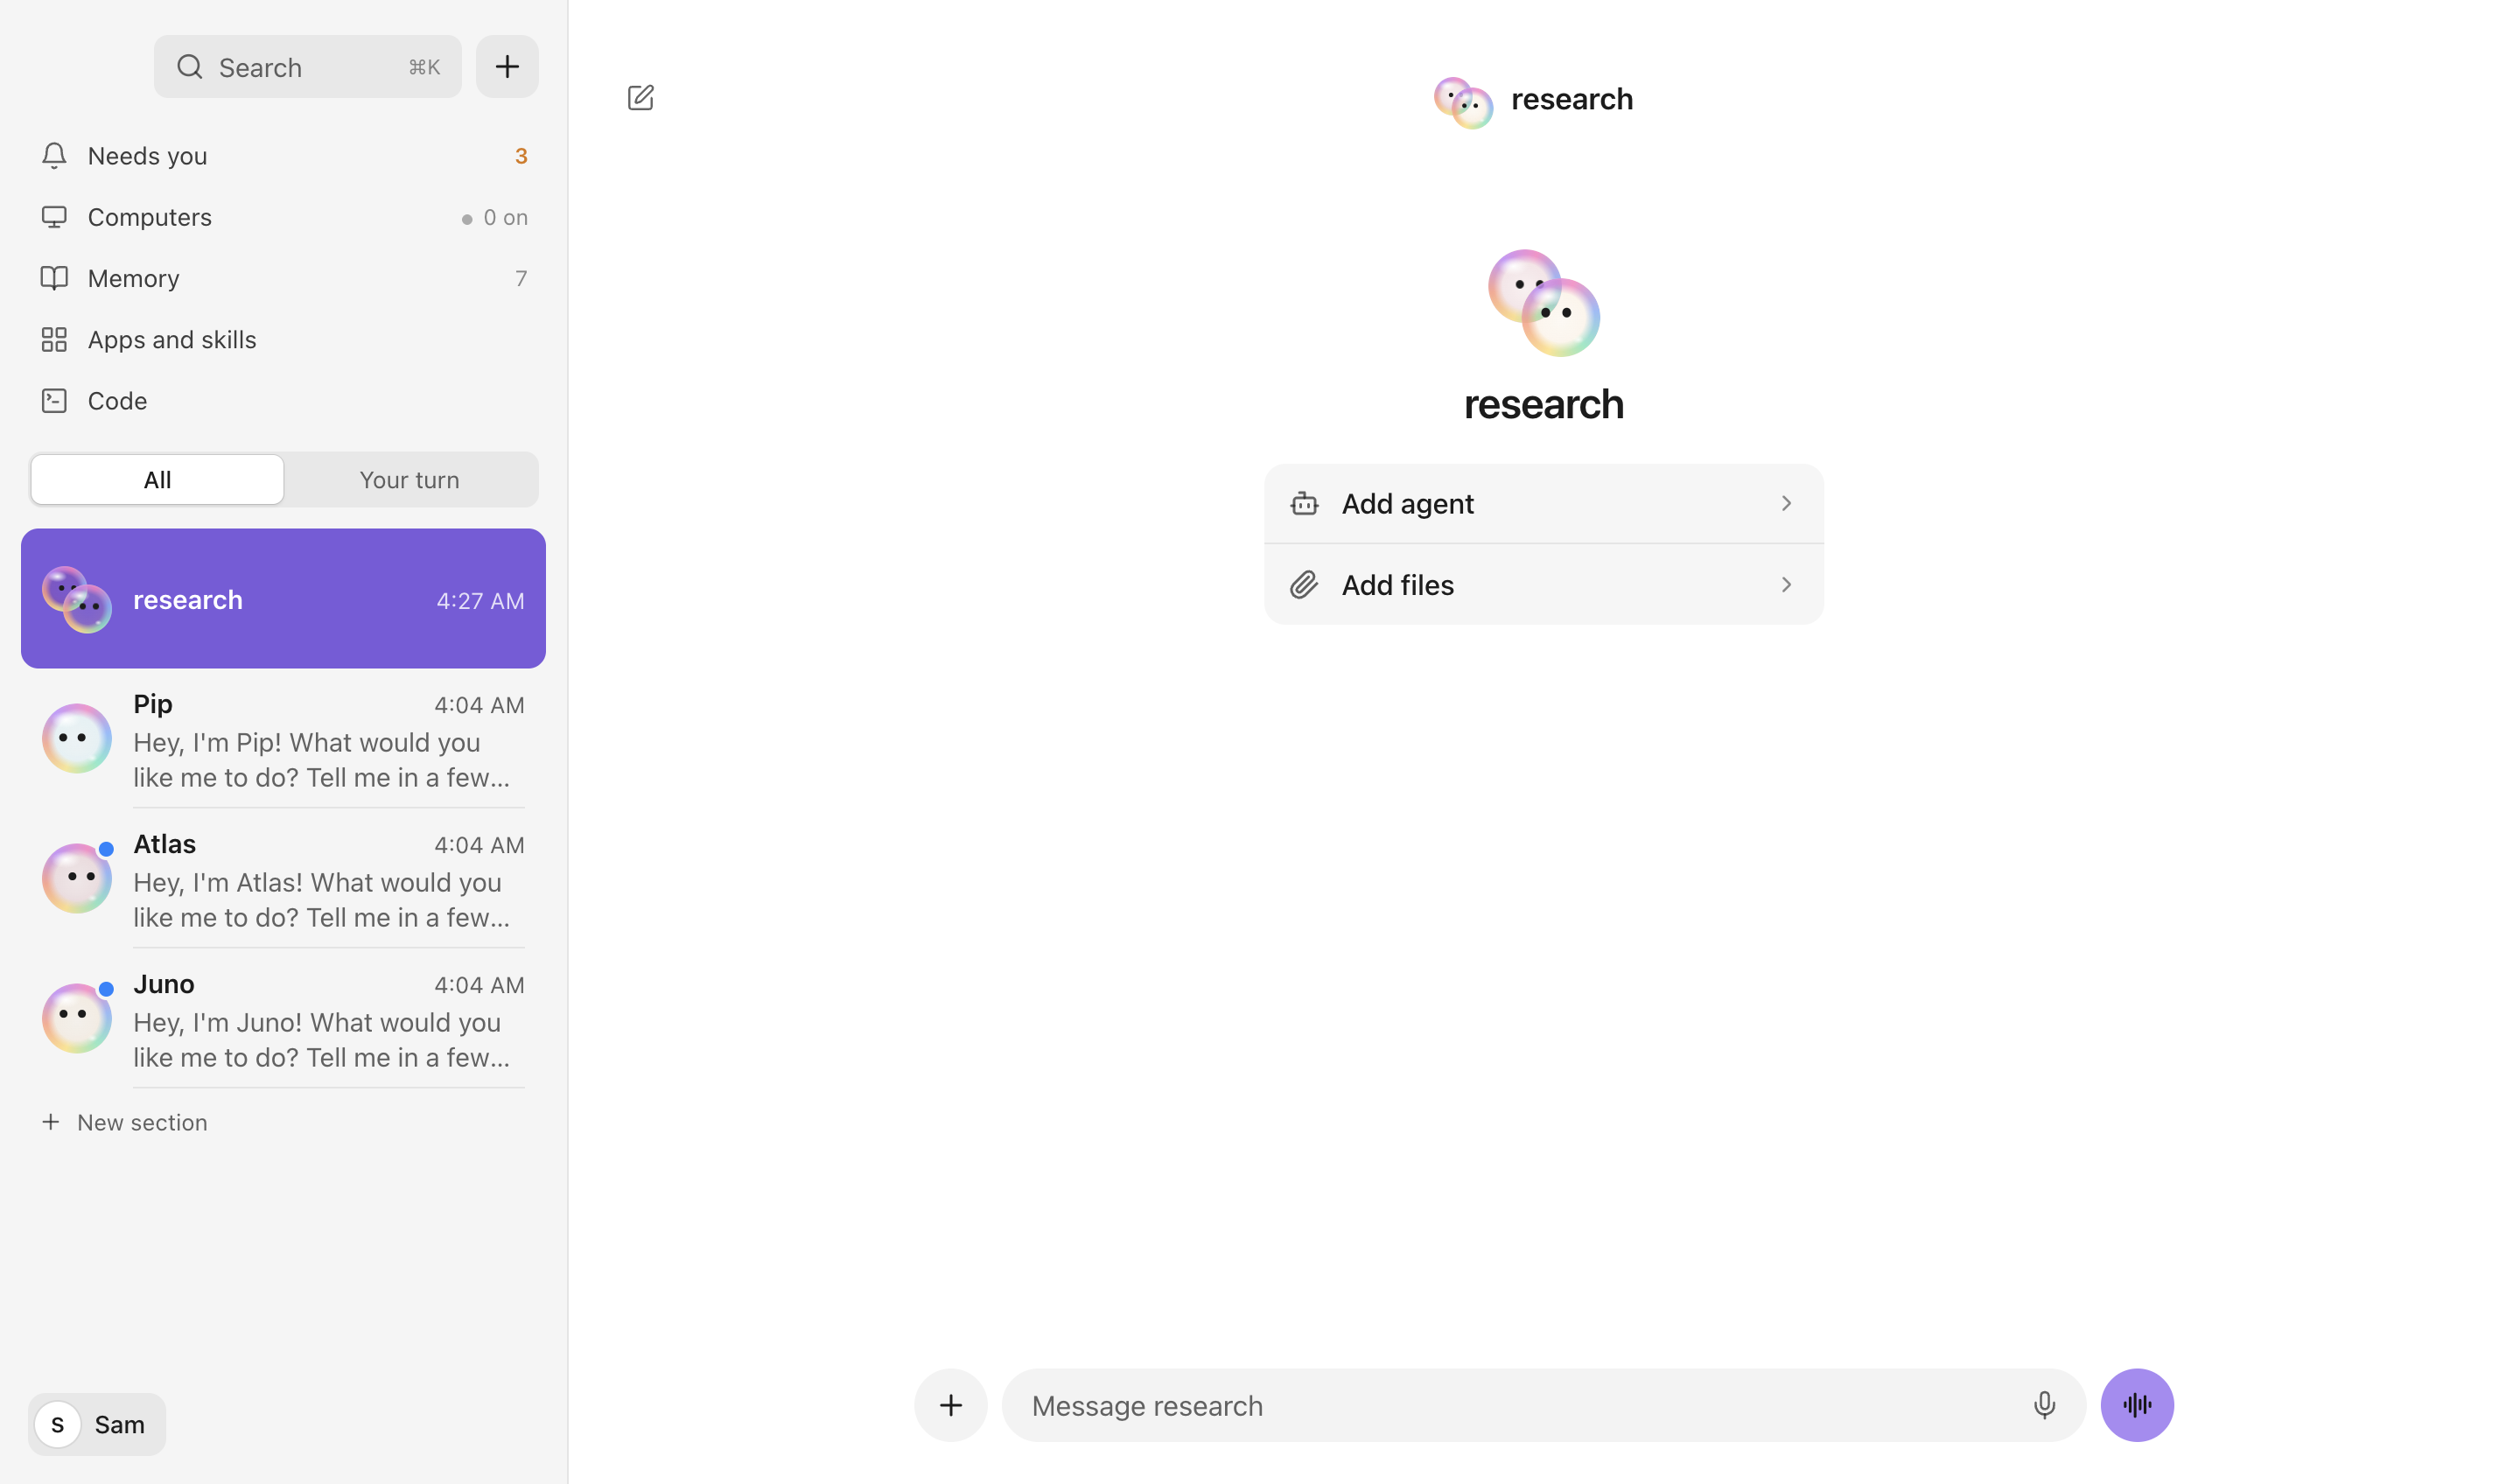 Search ⌘K
Needs you 3
Computers 0 on
Memory 7
Apps and skills
Code
All Your turn
research 4:27 AM
Pip 4:04 AM
Hey, I'm Pip! What would you
like me to do? Tell me in a few...
Atlas 4:04 AM
Hey, I'm Atlas! What would you
like me to do? Tell me in a few...
Juno 4:04 AM
Hey, I'm Juno! What would you
like me to do? Tell me in a few...
New section
S Sam
research
research
Add agent
Add files
Message research